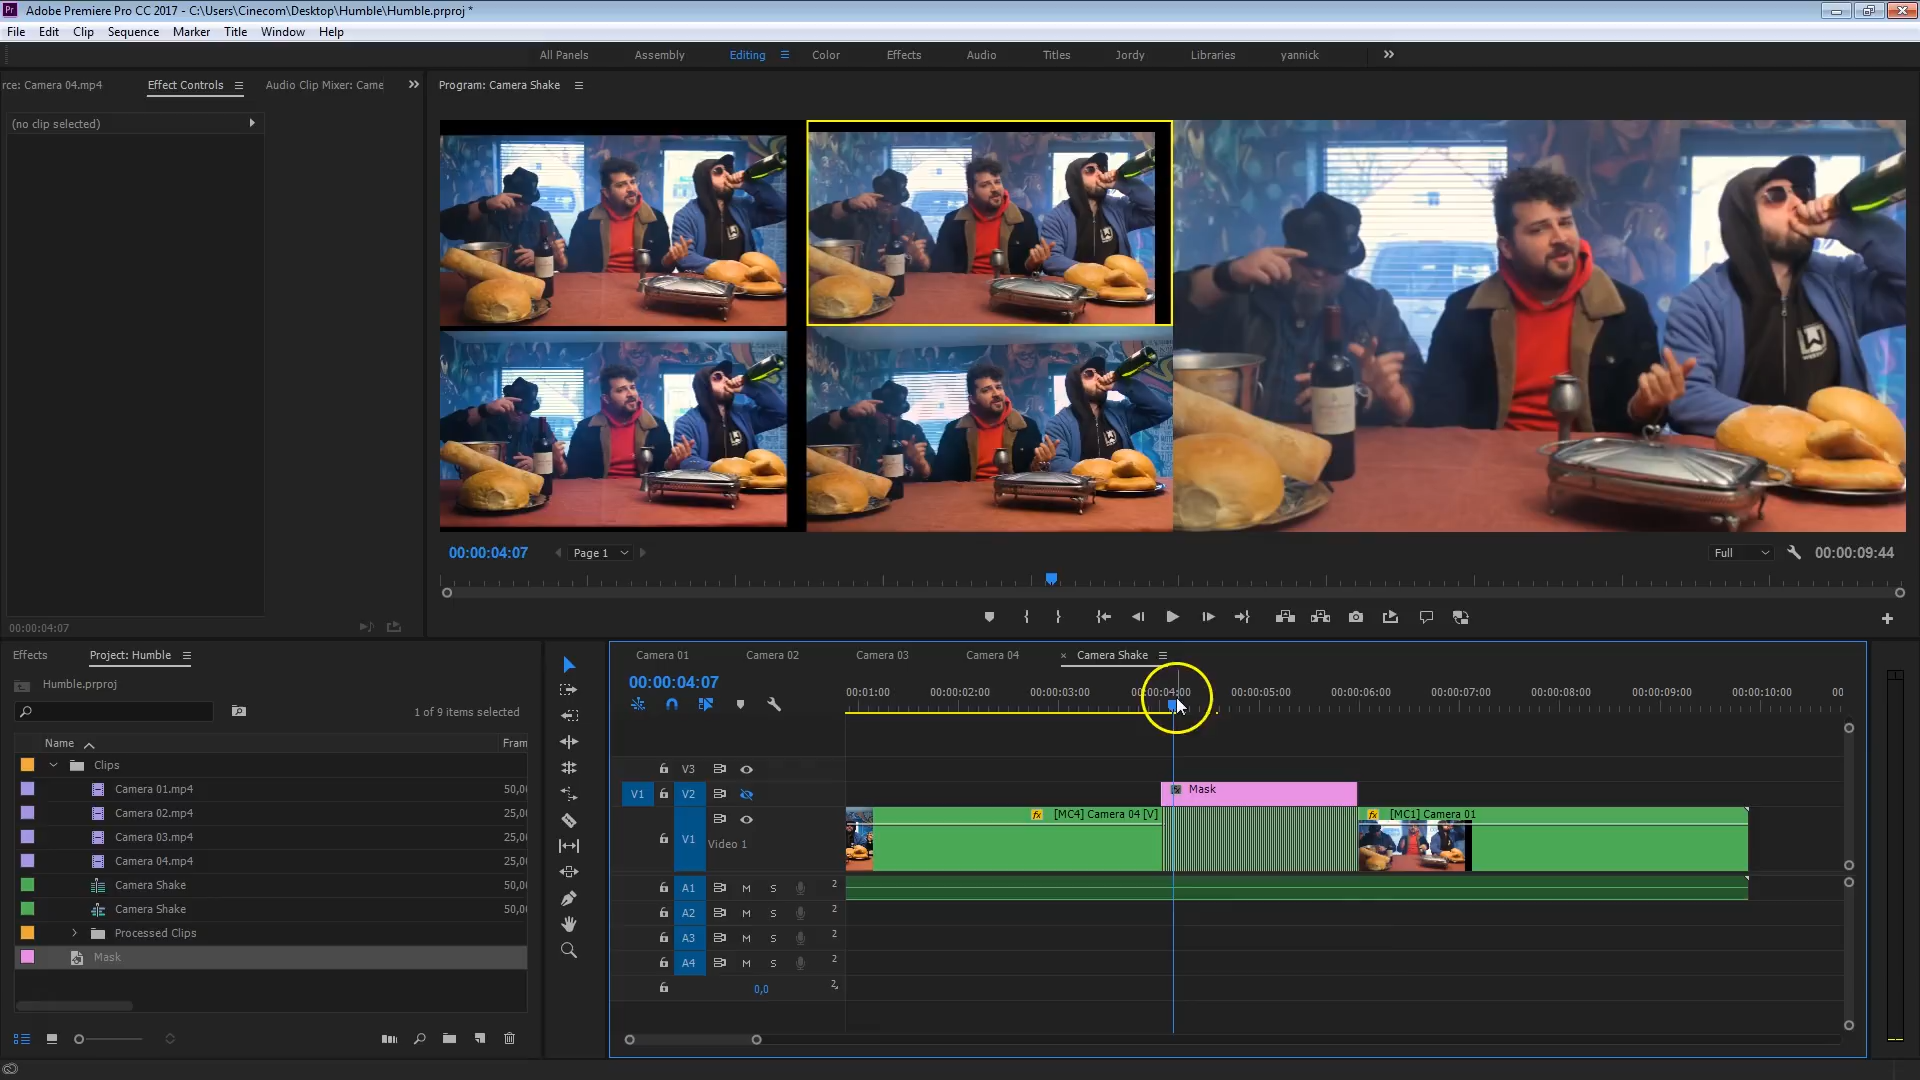 Adobe Premiere Pro CC 2017 - C:\Users\Cinecom\Desktop\Humble\Humble.prproj *
File Edit Clip Sequence Marker Title Window Help
All Panels Assembly Editing Color Effects Audio Titles Jordy Libraries yannick
rce: Camera 04.mp4 Effect Controls Audio Clip Mixer: Came
Program: Camera Shake
(no clip selected)
00:00:04:07
Page 1
Full
00:00:09:44
00:00:04:07
Effects Project: Humble
Humble.prproj
1 of 9 items selected
Name Fram
Clips
Camera 01.mp4 50,0
Camera 02.mp4 25,0
Camera 03.mp4 25,0
Camera 04.mp4 25,0
Camera Shake 50,0
Camera Shake 50,0
Processed Clips
Mask
Camera 01 Camera 02 Camera 03 Camera 04 × Camera Shake
00:00:04:07
00:01:00 00:00:02:00 00:00:03:00 00:00:04:00 00:00:05:00 00:00:06:00 00:00:07:00 00:00:08:00 00:00:09:00 00:00:10:00 00
V3
V1 V2 Mask
fx [MC4] Camera 04 [V] fx [MC1] Camera 01
V1 Video 1
A1 M S 2
A2 M S 2
A3 M S 2
A4 M S 2
0,0 2